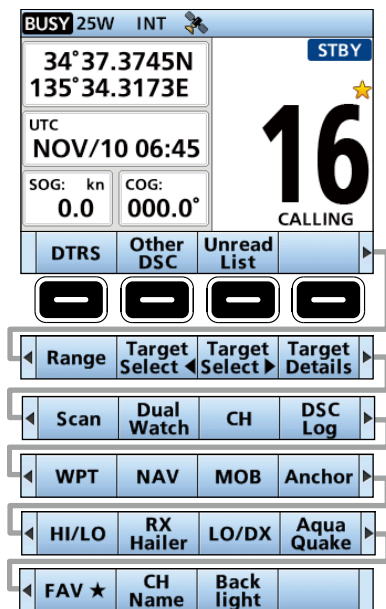 BUSY 25W INT
STBY
34°37.3745N
135°34.3173E
UTC
NOV/10 06:45
SOG: kn
0.0
COG:
000.0°
16
CALLING
DTRS Other DSC Unread List
Range Target Select ◀ Target Select ▶ Target Details
Scan Dual Watch CH DSC Log
WPT NAV MOB Anchor
HI/LO RX Hailer LO/DX Aqua Quake
FAV ★ CH Name Back light